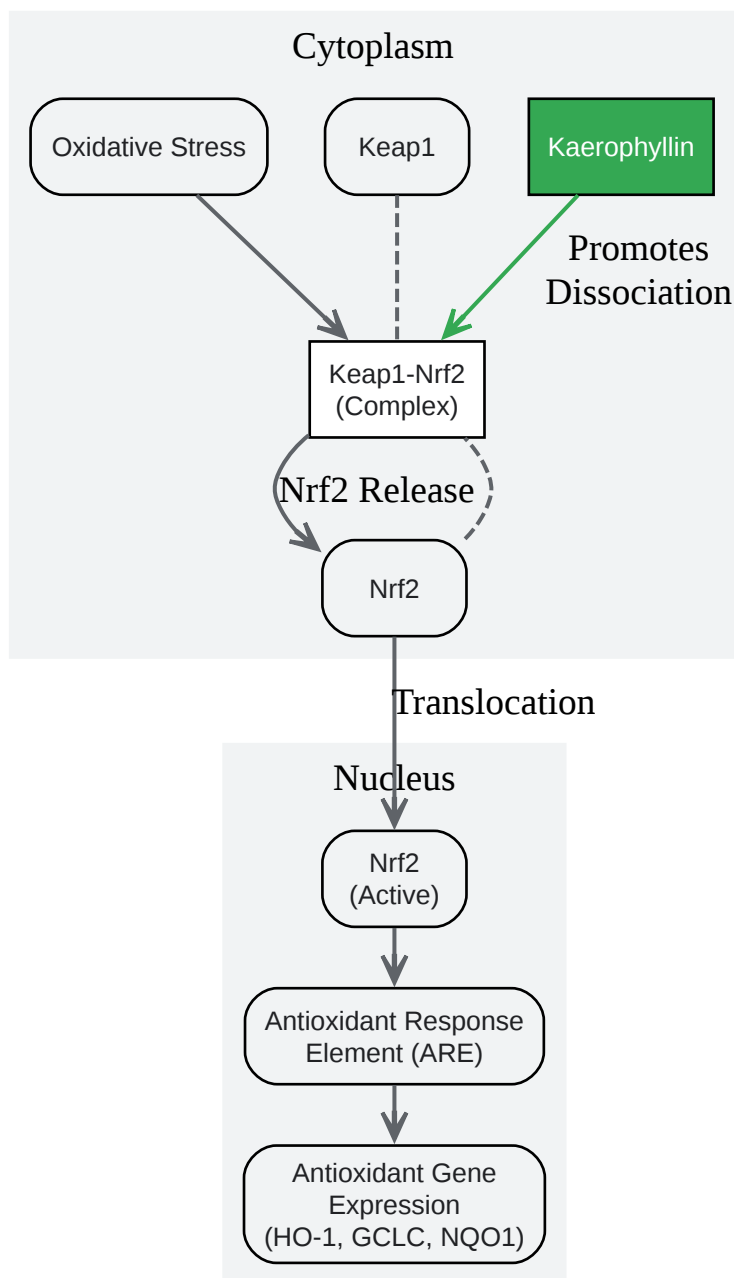 Cytoplasm
Oxidative Stress
Keap1
Kaerophyllin
Promotes
Dissociation
Keap1-Nrf2
(Complex)
Nrf2 Release
Nrf2
Translocation
Nucleus
Nrf2
(Active)
Antioxidant Response
Element (ARE)
Antioxidant Gene
Expression
(HO-1, GCLC, NQO1)